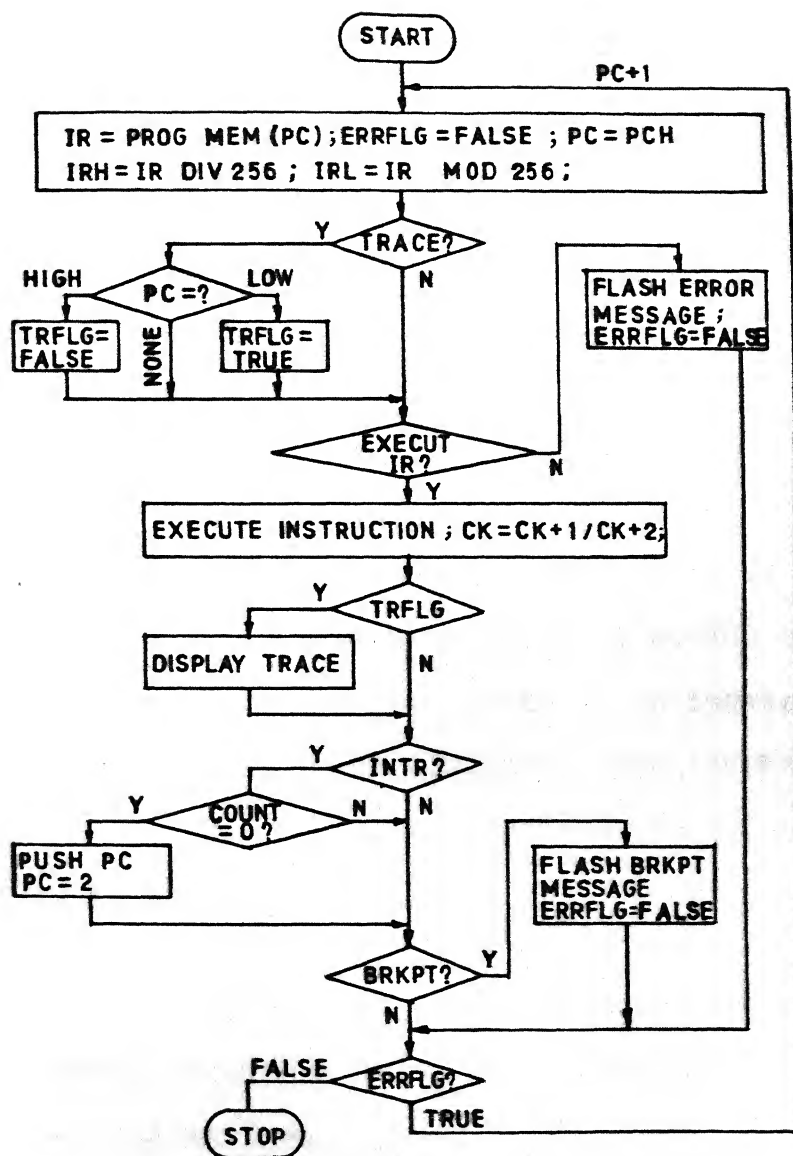 START
PC+1
IR = PROG MEM (PC); ERRFLG = FALSE ; PC = PCH
IRH = IR DIV 256 ; IRL = IR MOD 256 ;
Y
TRACE?
N
HIGH
PC = ?
LOW
TRFLG =
FALSE
NONE
TRFLG =
TRUE
FLASH ERROR
MESSAGE ;
ERRFLG=FALSE
EXECUT
IR ?
N
Y
EXECUTE INSTRUCTION ; CK=CK+1/CK+2;
Y
TRFLG
N
DISPLAY TRACE
Y
INTR?
N
Y
COUNT
= 0 ?
N
PUSH PC
PC = 2
FLASH BRKPT
MESSAGE
ERRFLG=FALSE
BRKPT?
Y
N
FALSE
ERRFLG?
TRUE
STOP